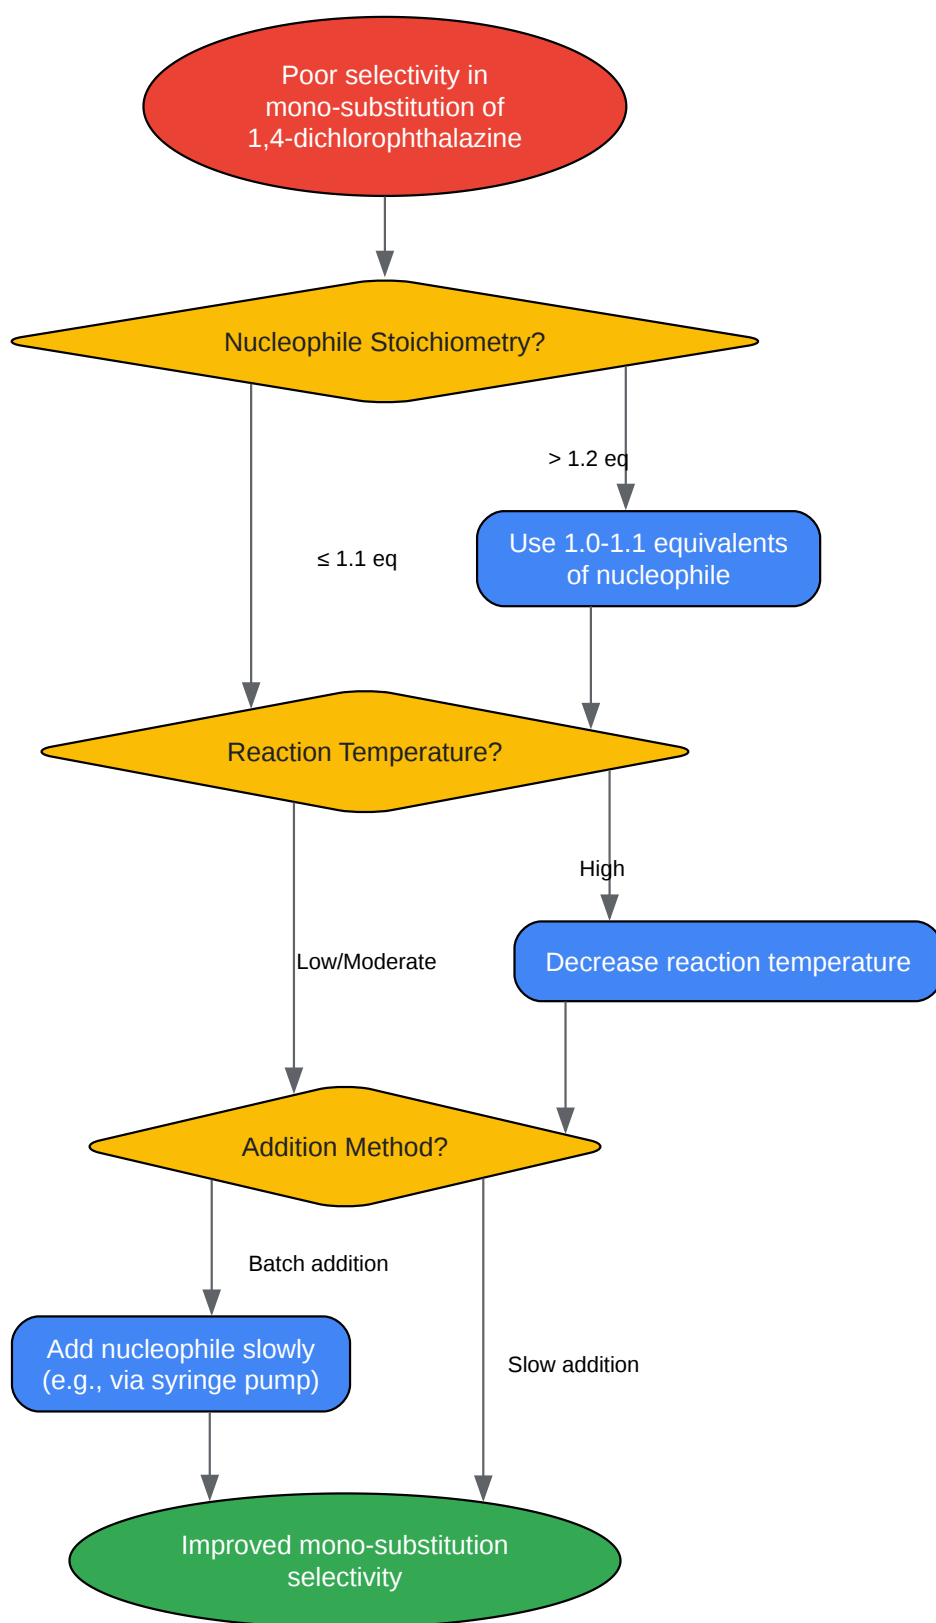 Poor selectivity in
mono-substitution of
1,4-dichlorophthalazine
Nucleophile Stoichiometry?
> 1.2 eq
Use 1.0-1.1 equivalents
of nucleophile
≤ 1.1 eq
Reaction Temperature?
High
Decrease reaction temperature
Low/Moderate
Addition Method?
Batch addition
Add nucleophile slowly
(e.g., via syringe pump)
Slow addition
Improved mono-substitution
selectivity